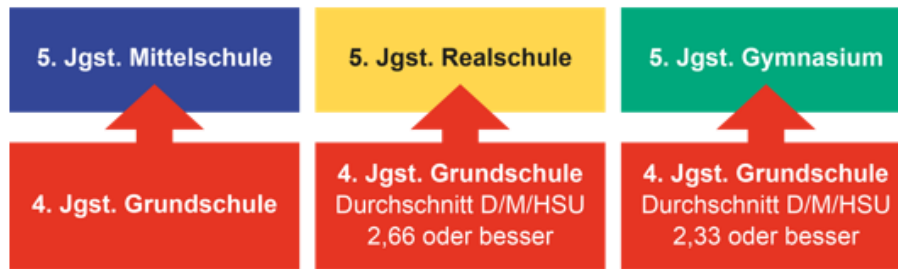 5. Jgst. Mittelschule
5. Jgst. Realschule
5. Jgst. Gymnasium
4. Jgst. Grundschule
4. Jgst. Grundschule
Durchschnitt D/M/HSU
2,66 oder besser
4. Jgst. Grundschule
Durchschnitt D/M/HSU
2,33 oder besser